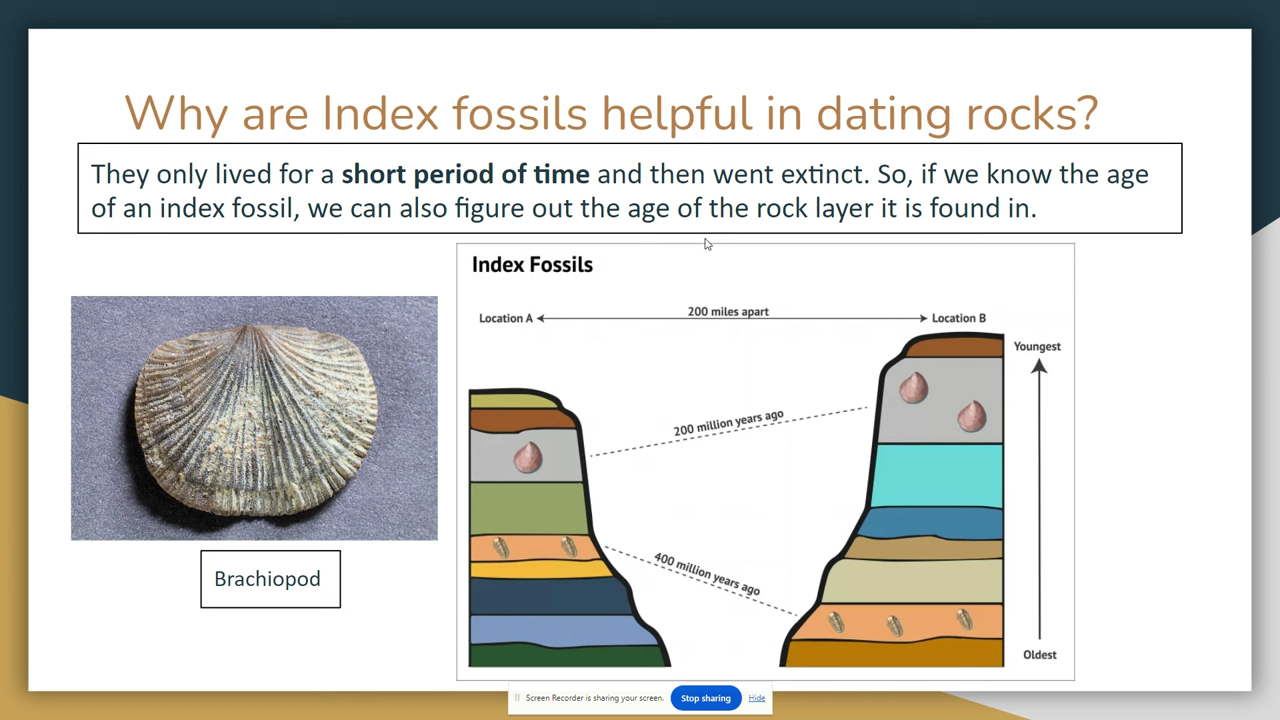 Why are Index fossils helpful in dating rocks?
They only lived for a short period of time and then went extinct. So, if we know the age
of an index fossil, we can also figure out the age of the rock layer it is found in.
Index Fossils
200 miles apart
Location A
Location B
Youngest
200 million years ago
400 million years ago
Brachiopod
Oldest
Screen Recorder is sharing your screen.
Stop sharing
Hide